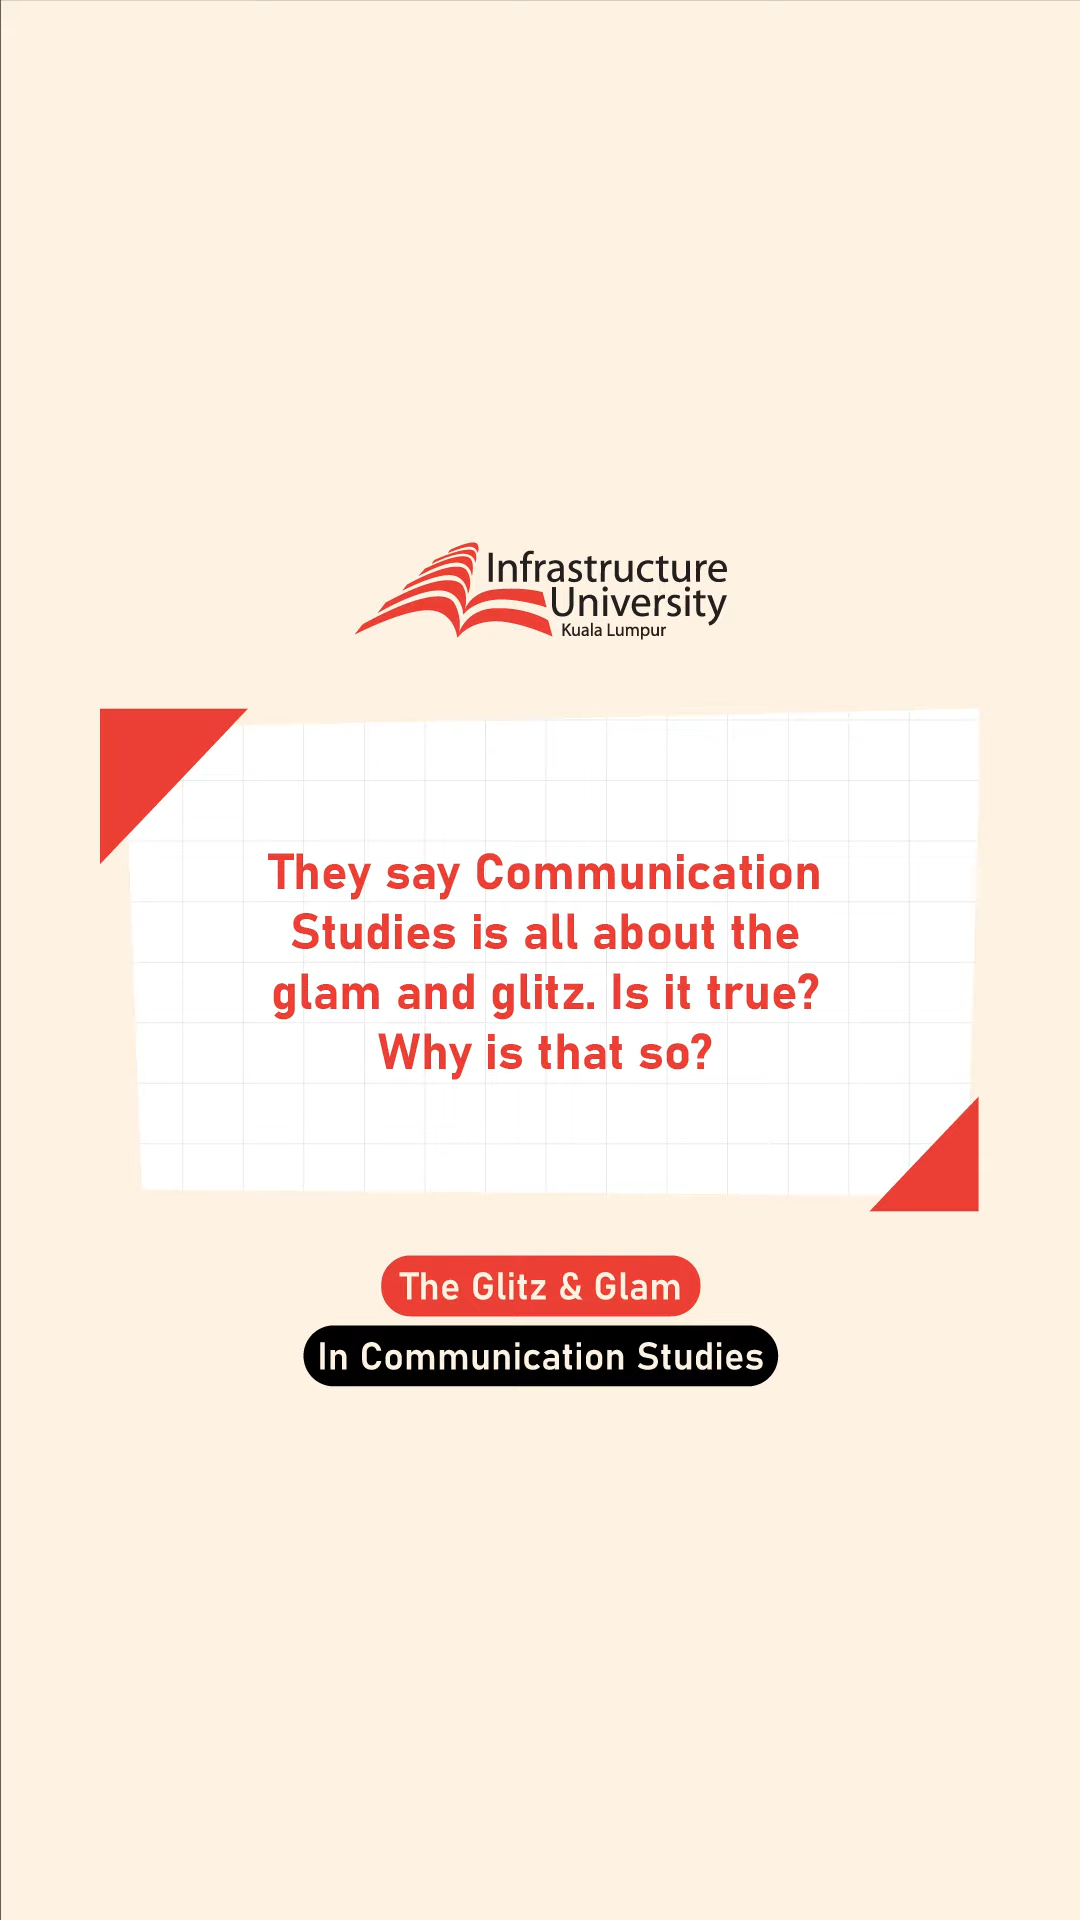 Infrastructure
University
Kuala Lumpur
They say Communication
Studies is all about the
glam and glitz. Is it true?
Why is that so?
The Glitz & Glam
In Communication Studies